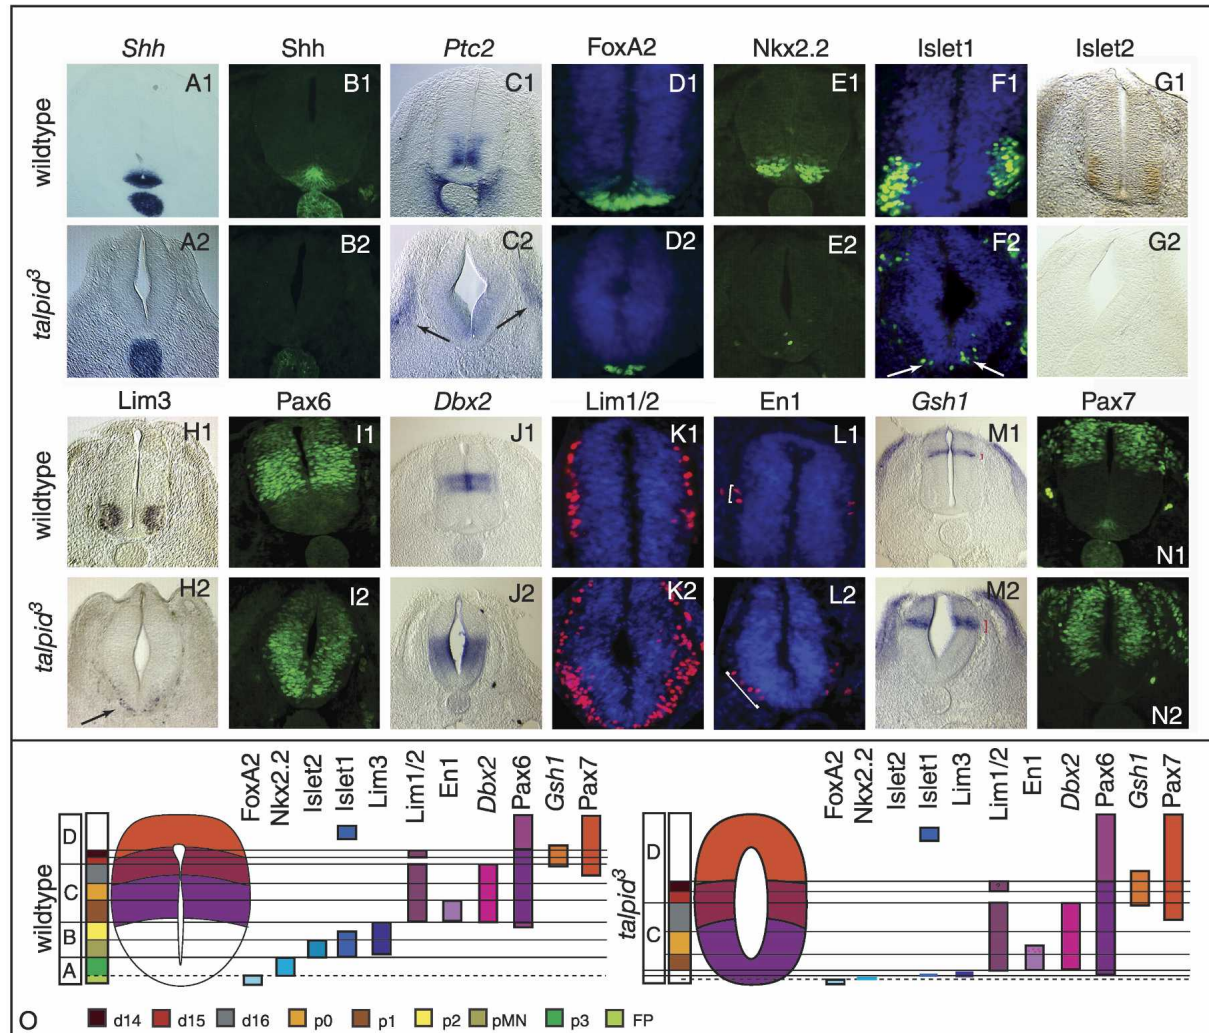 Shh Shh Ptc2 FoxA2 Nkx2.2 Islet1 Islet2
wildtype
A1 B1 C1 D1 E1 F1 G1
talpid³
A2 B2 C2 D2 E2 F2 G2
Lim3 Pax6 Dbx2 Lim1/2 En1 Gsh1 Pax7
wildtype
H1 I1 J1 K1 L1 M1 N1
talpid³
H2 I2 J2 K2 L2 M2 N2
wildtype
D
C
B
A
FoxA2
Nkx2.2
Islet2
Islet1
Lim3
Lim1/2
En1
Dbx2
Pax6
Gsh1
Pax7
talpid³
D
C
FoxA2
Nkx2.2
Islet2
Islet1
Lim3
Lim1/2
En1
Dbx2
Pax6
Gsh1
Pax7
O d14 d15 d16 p0 p1 p2 pMN p3 FP